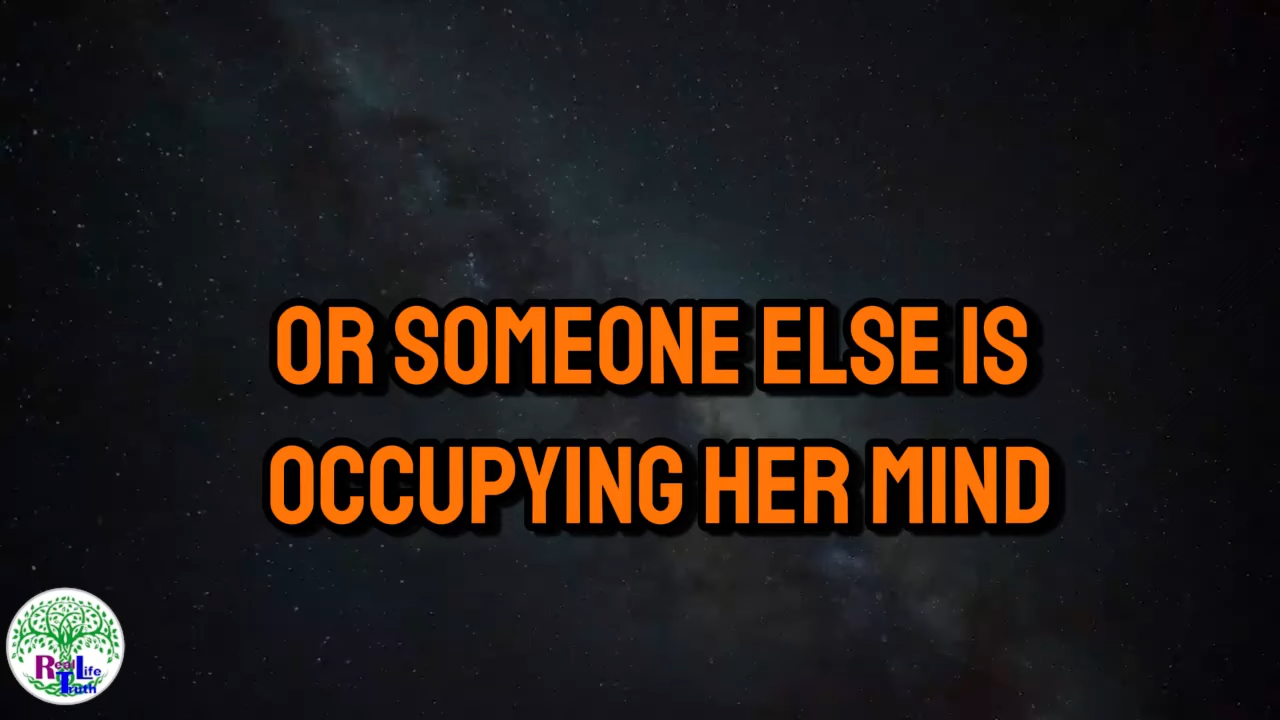 OR SOMEONE ELSE IS
OCCUPYING HER MIND
Real Life
Truth